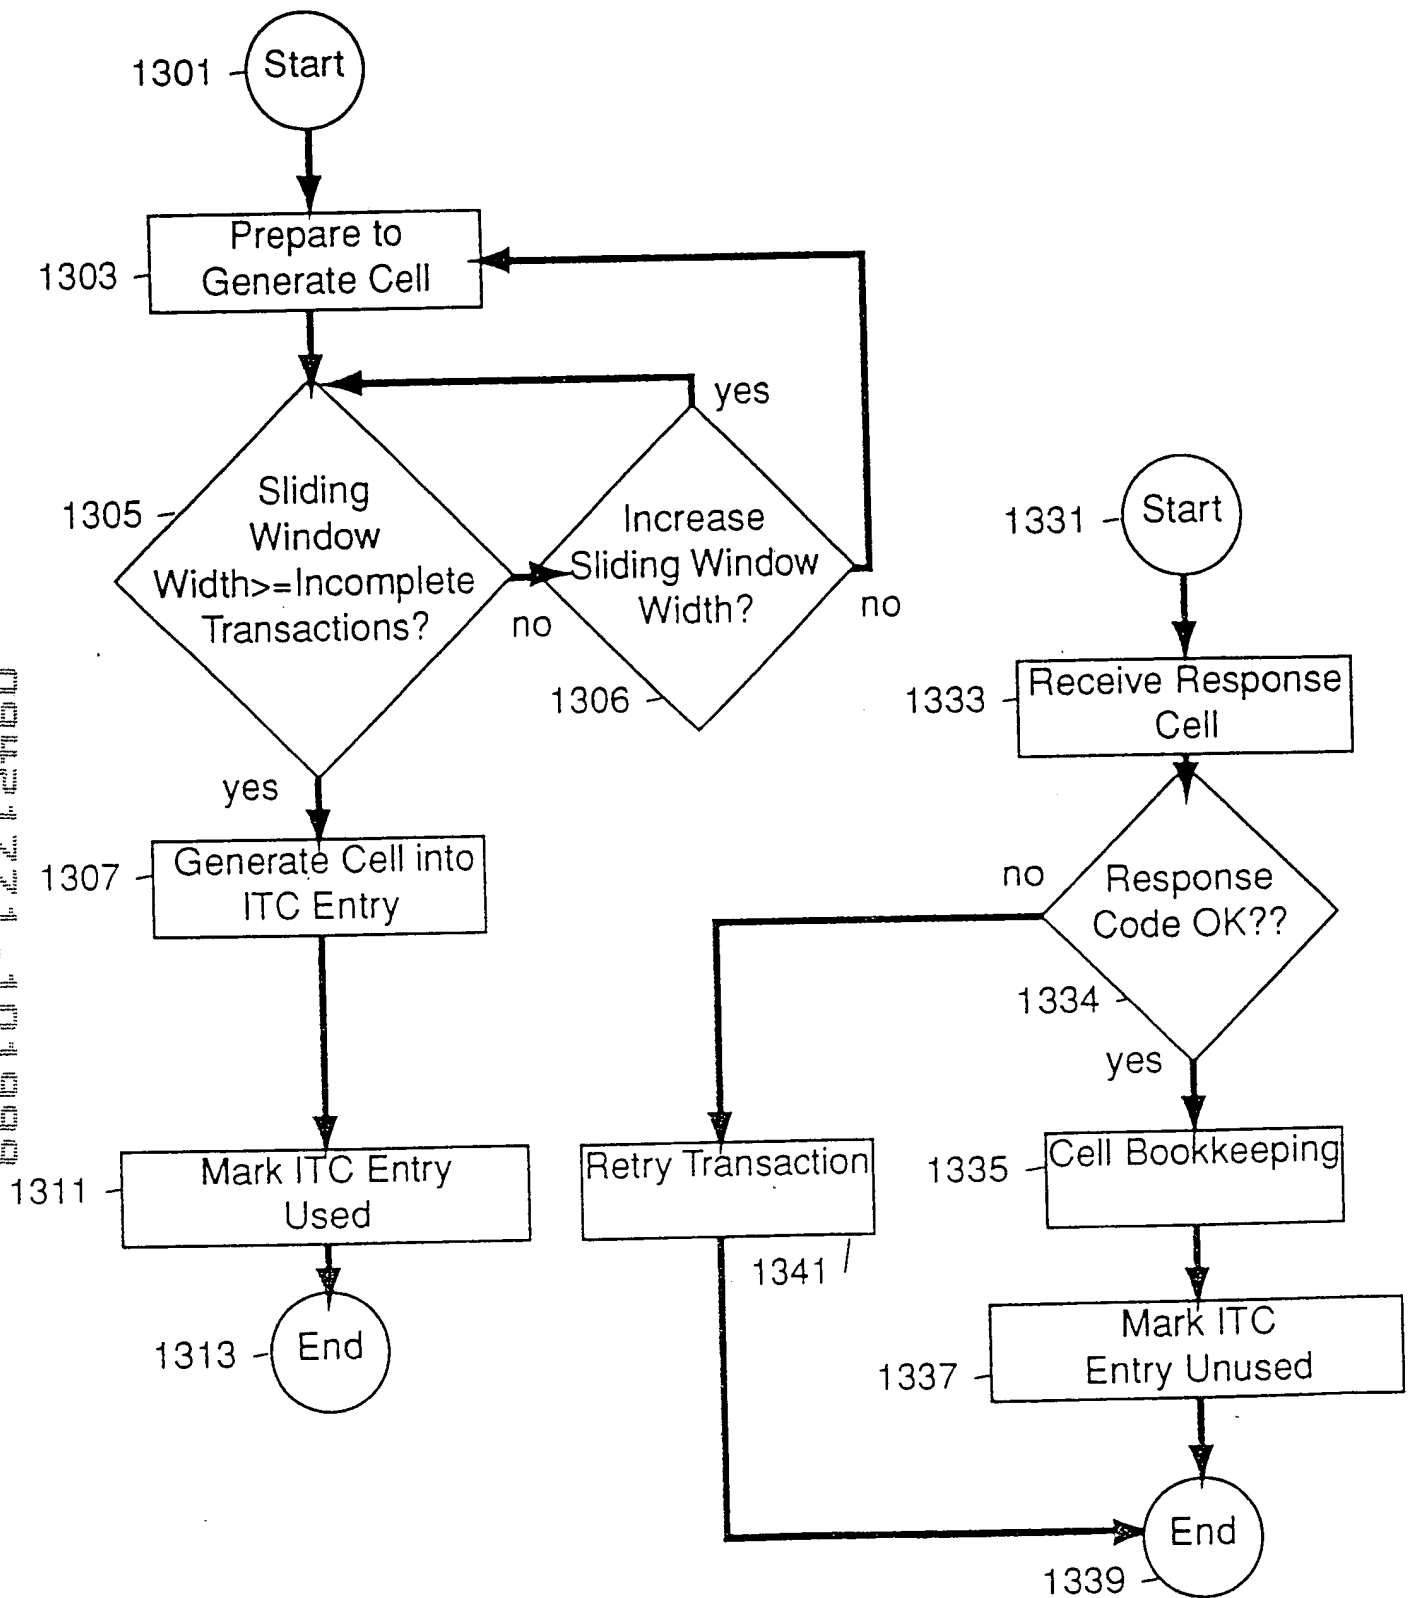 1301
Start
1303
Prepare to
Generate Cell
yes
1305
Sliding
Window
Width>=Incomplete
Transactions?
no
Increase
Sliding Window
Width?
no
1306
yes
1307
Generate Cell into
ITC Entry
1311
Mark ITC Entry
Used
1313
End
1331
Start
1333
Receive Response
Cell
no
Response
Code OK??
1334
yes
Retry Transaction
1341
1335
Cell Bookkeeping
1337
Mark ITC
Entry Unused
End
1339